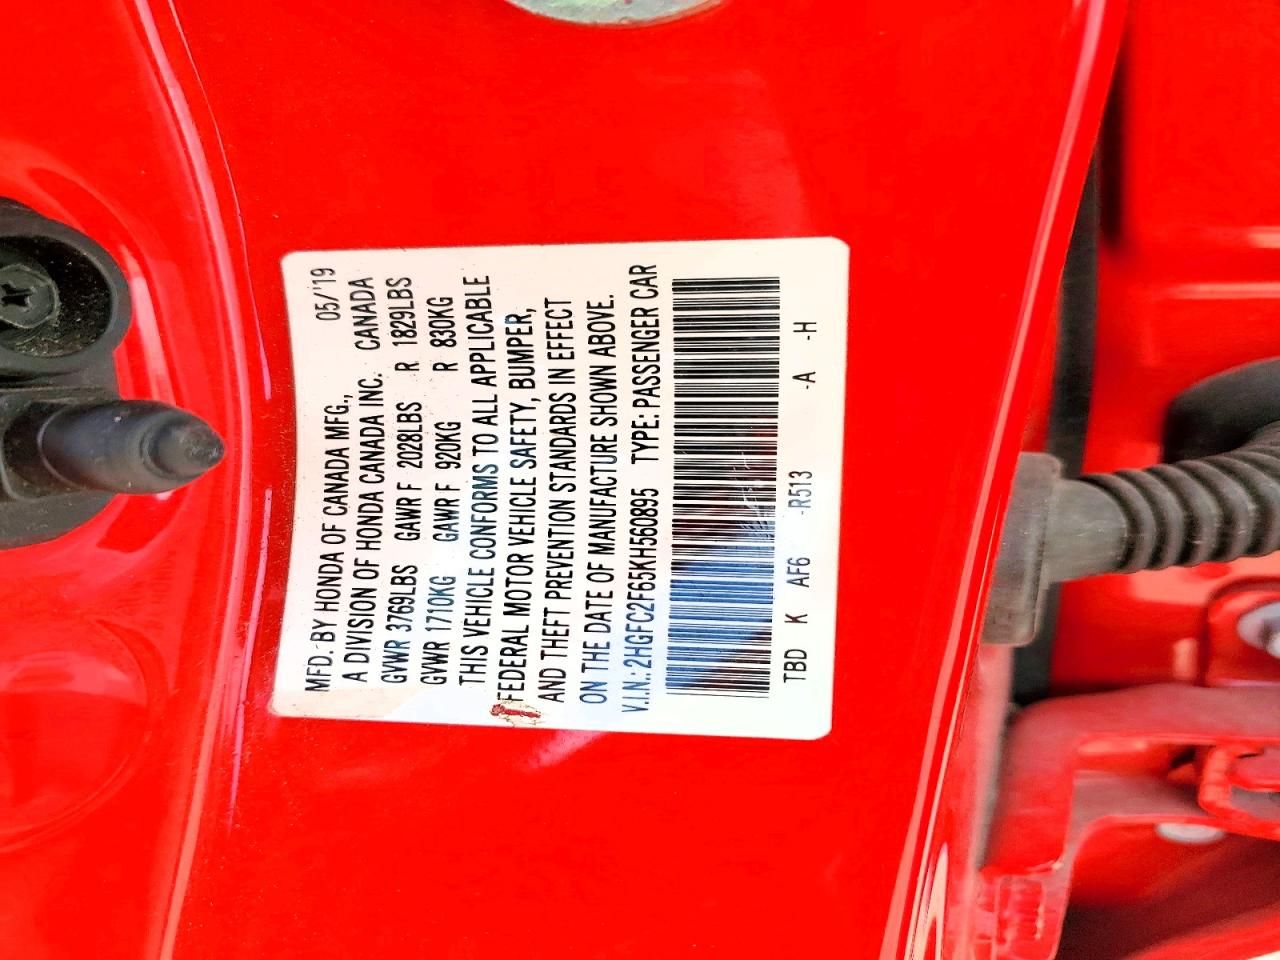 MFD. BY HONDA OF CANADA MFG., 05/'19
A DIVISION OF HONDA CANADA INC. CANADA
GVWR 3769LBS GAWR F 2028LBS R 1829LBS
GVWR 1710KG GAWR F 920KG R 830KG
THIS VEHICLE CONFORMS TO ALL APPLICABLE
FEDERAL MOTOR VEHICLE SAFETY, BUMPER,
AND THEFT PREVENTION STANDARDS IN EFFECT
ON THE DATE OF MANUFACTURE SHOWN ABOVE.
V.I.N.: 2HGFC2F65KH560895 TYPE: PASSENGER CAR
TBD K AF6 -R513 -A -H